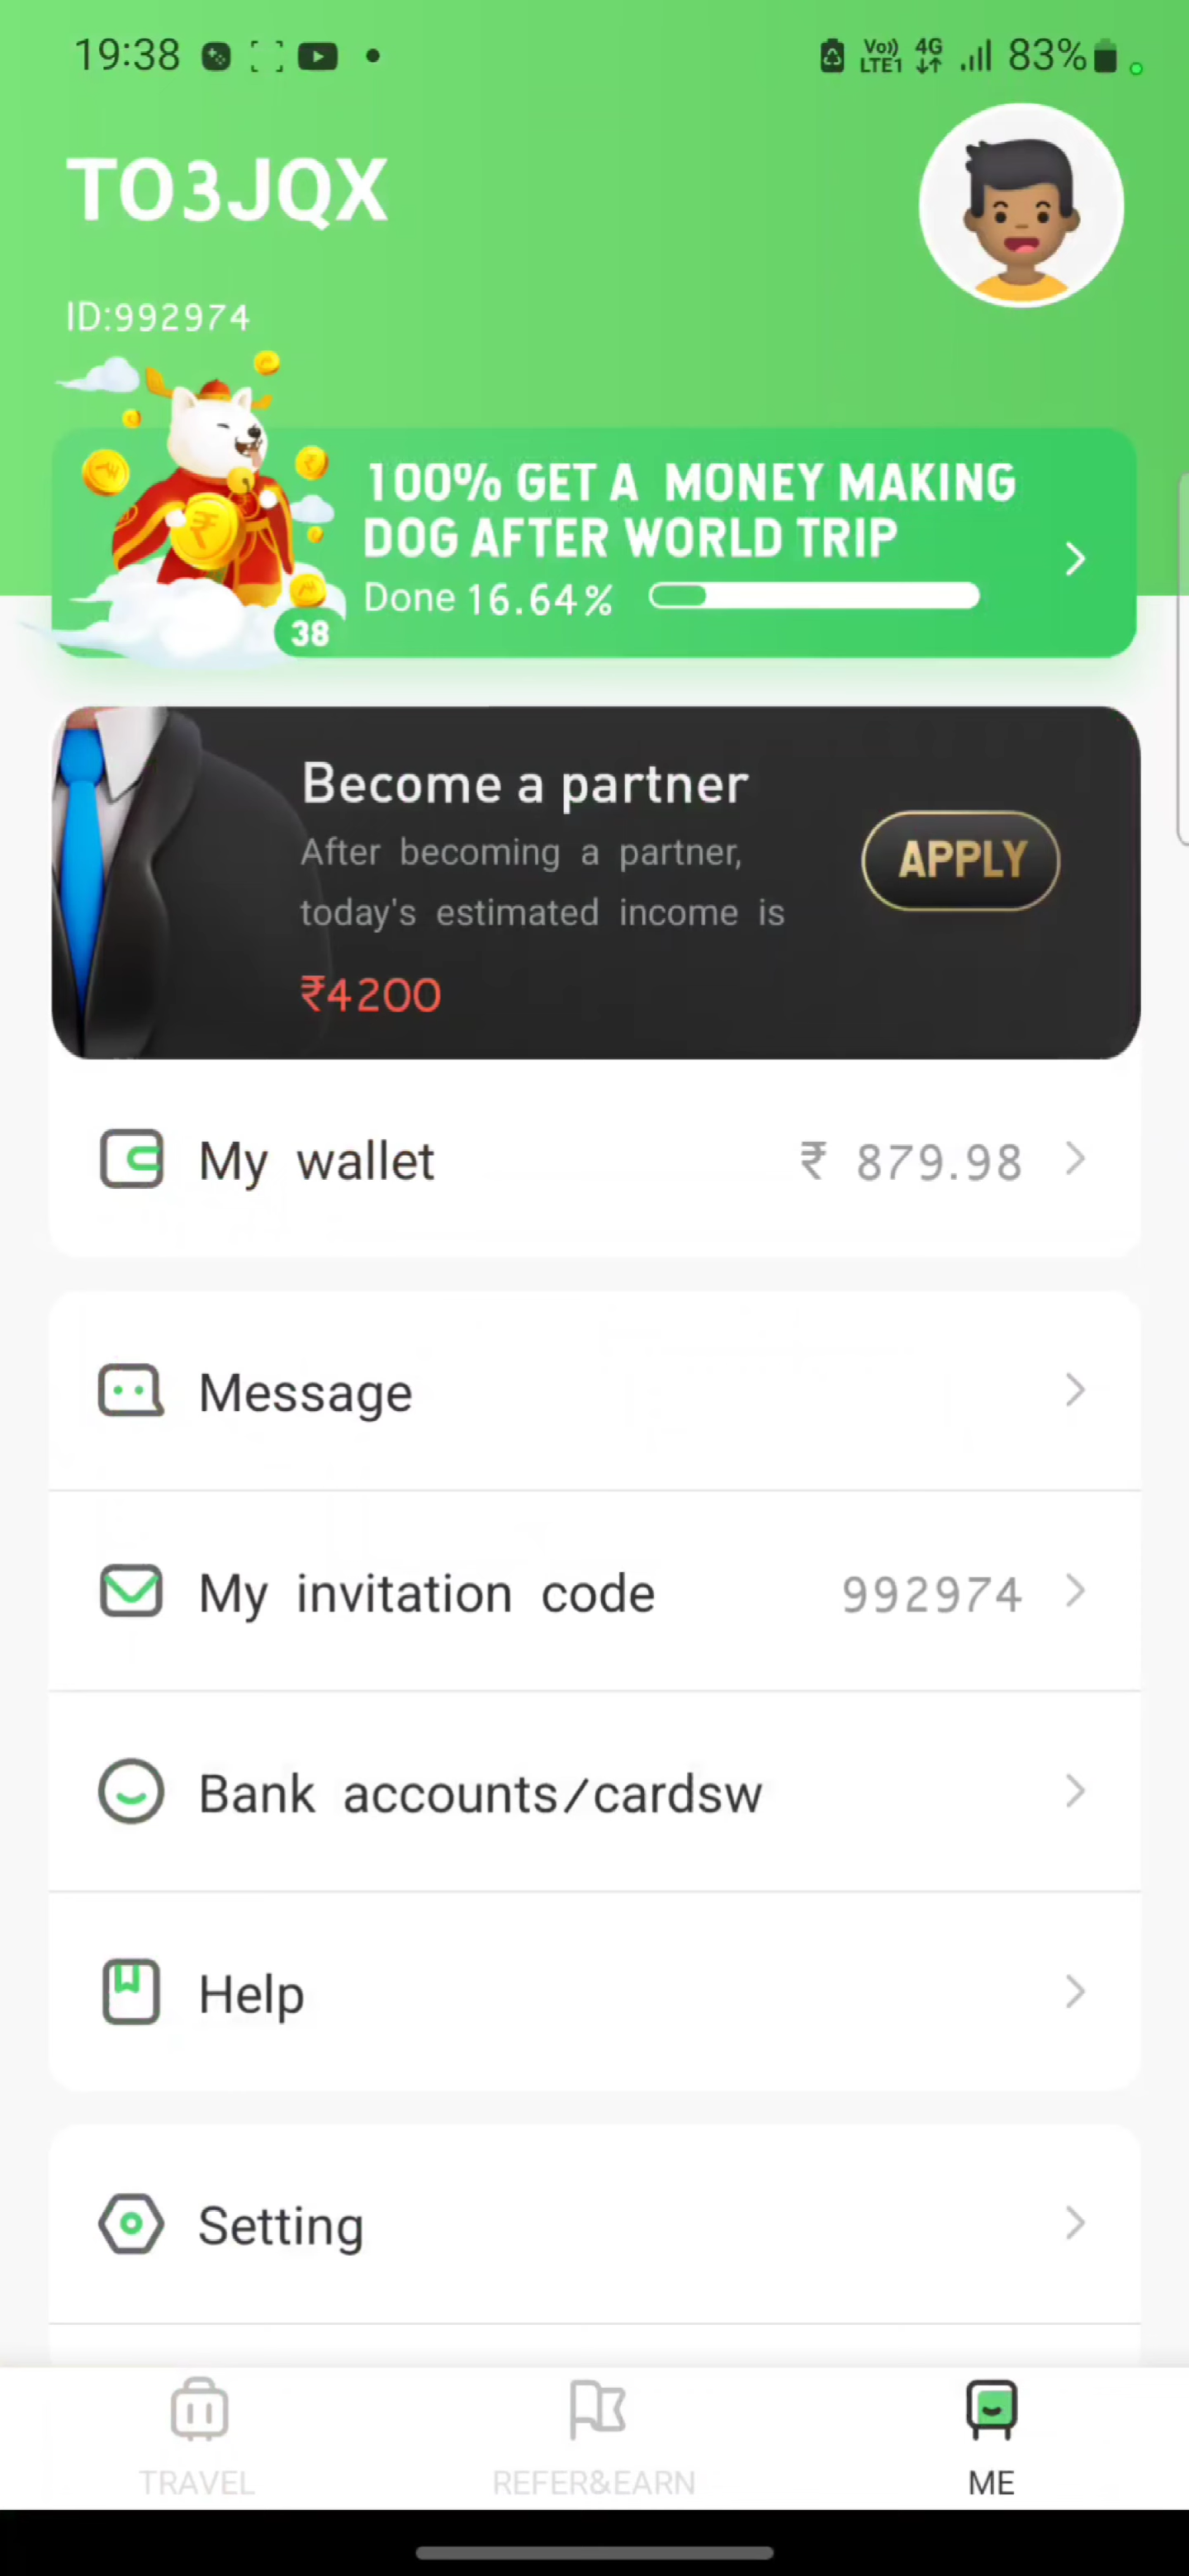 19:38
Vo)) LTE1 4G 83%
TO3JQX
ID:992974
100% GET A MONEY MAKING
DOG AFTER WORLD TRIP
Done 16.64%
38
Become a partner
After becoming a partner,
today's estimated income is
₹4200
APPLY
My wallet ₹ 879.98
Message
My invitation code 992974
Bank accounts/cardsw
Help
Setting
TRAVEL REFER&EARN ME